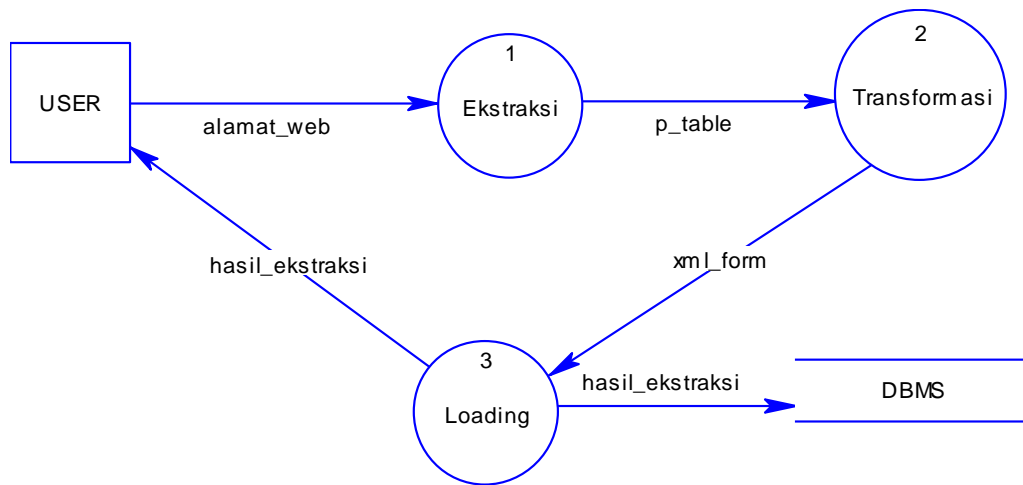 1
2
USER
Ekstraksi
Transformasi
alamat_web
p_table
hasil_ekstraksi
xml_form
3
hasil_ekstraksi
DBMS
Loading